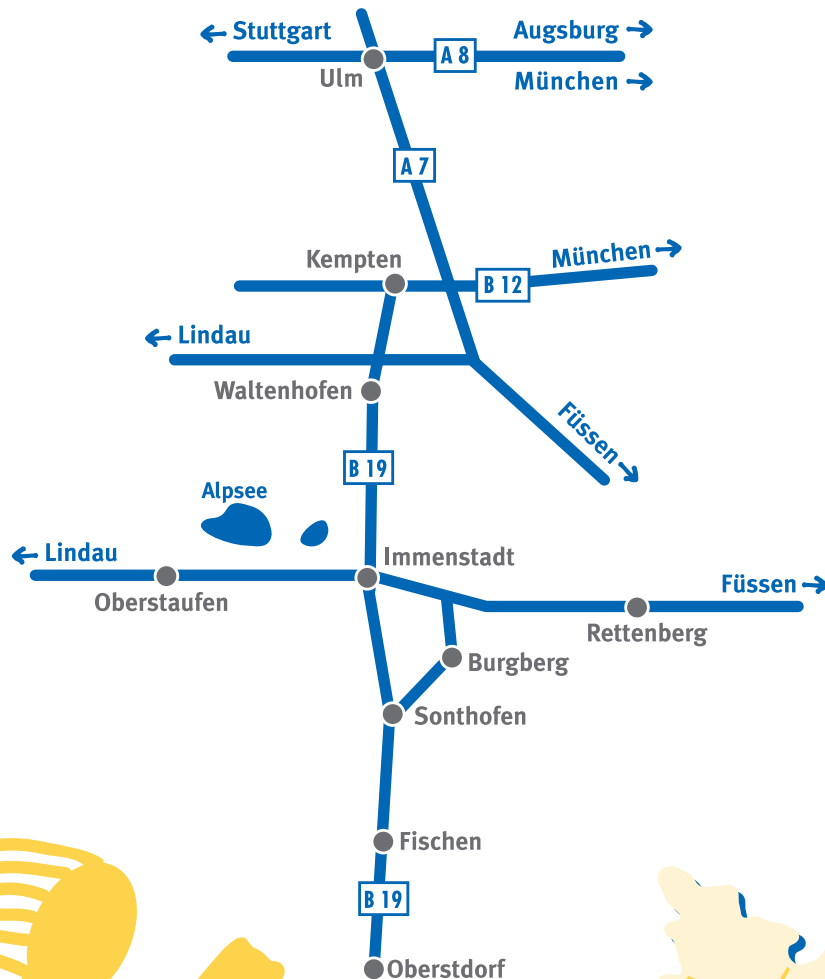 Stuttgart
Augsburg
A 8
Ulm
München
A 7
München
Kempten
B 12
Lindau
Waltenhofen
Füssen
B 19
Alpsee
Lindau
Immenstadt
Füssen
Oberstaufen
Rettenberg
Burgberg
Sonthofen
Fischen
B 19
Oberstdorf